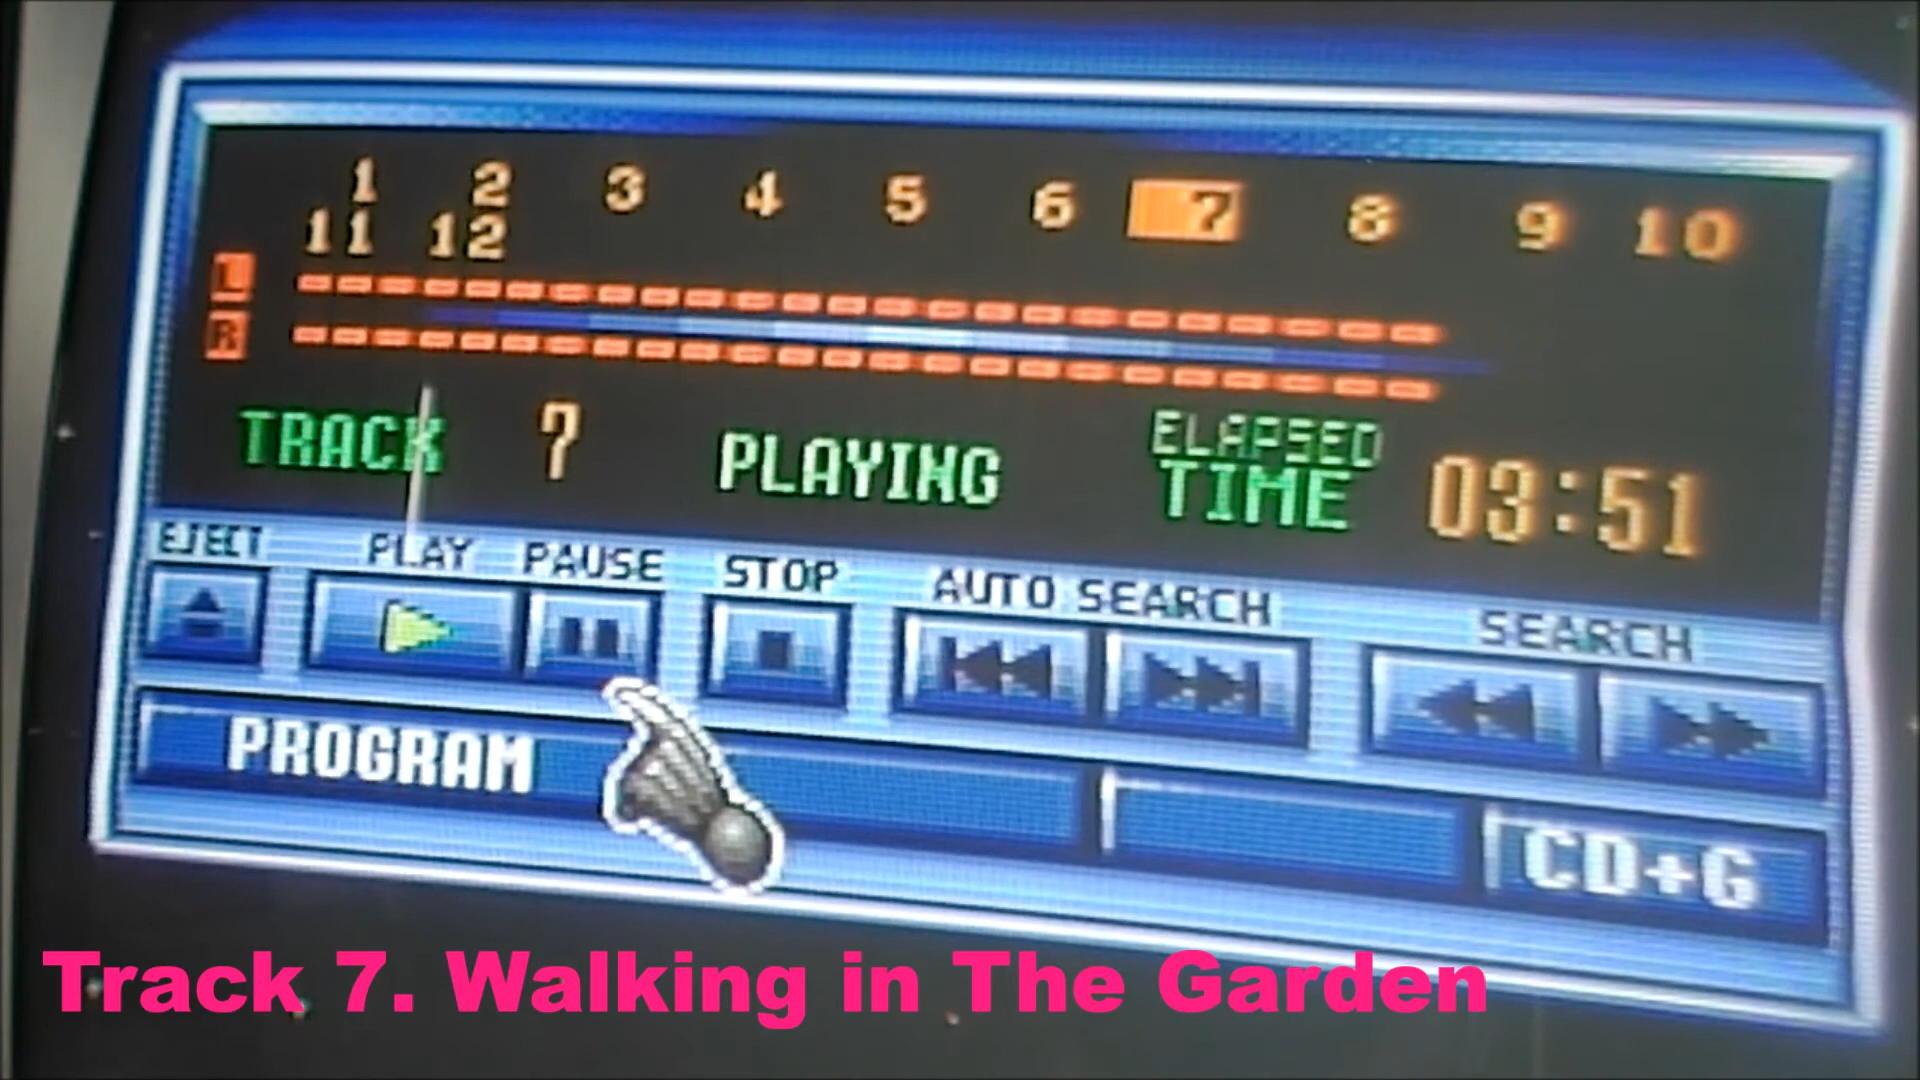 1 2 3 4 5 6 7 8 9 10
11 12
L
R
TRACK 7 PLAYING ELAPSED TIME 03:51
EJECT PLAY PAUSE STOP AUTO SEARCH SEARCH
PROGRAM CD+G
Track 7. Walking in The Garden